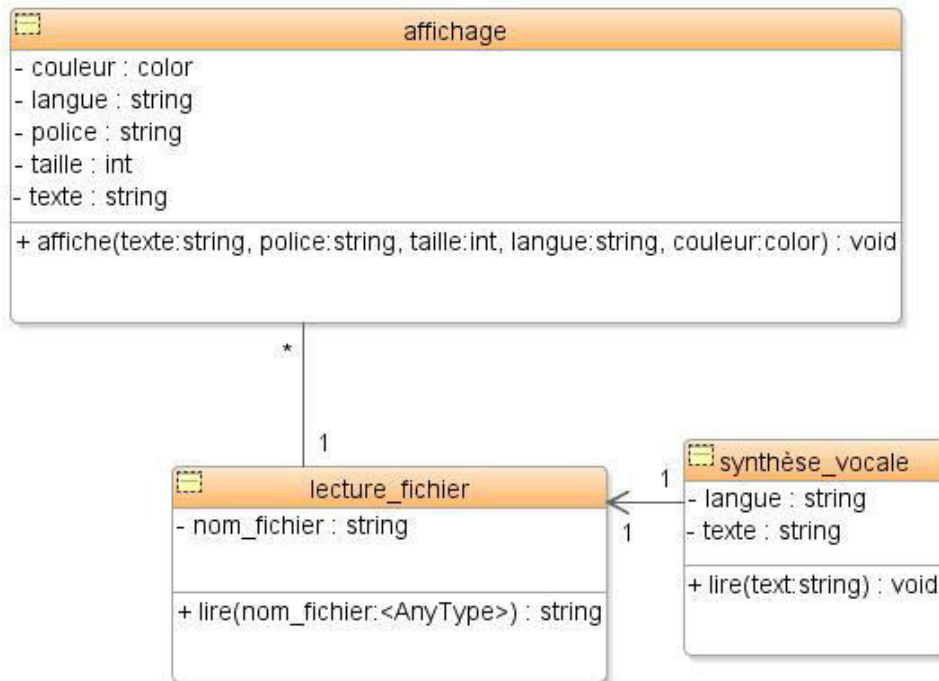 affichage
- couleur : color
- langue : string
- police : string
- taille : int
- texte : string
+ affiche(texte:string, police:string, taille:int, langue:string, couleur:color) : void
*
1
lecture_fichier
- nom_fichier : string
+ lire(nom_fichier:<AnyType>) : string
1
1
synthèse_vocale
- langue : string
- texte : string
+ lire(text:string) : void